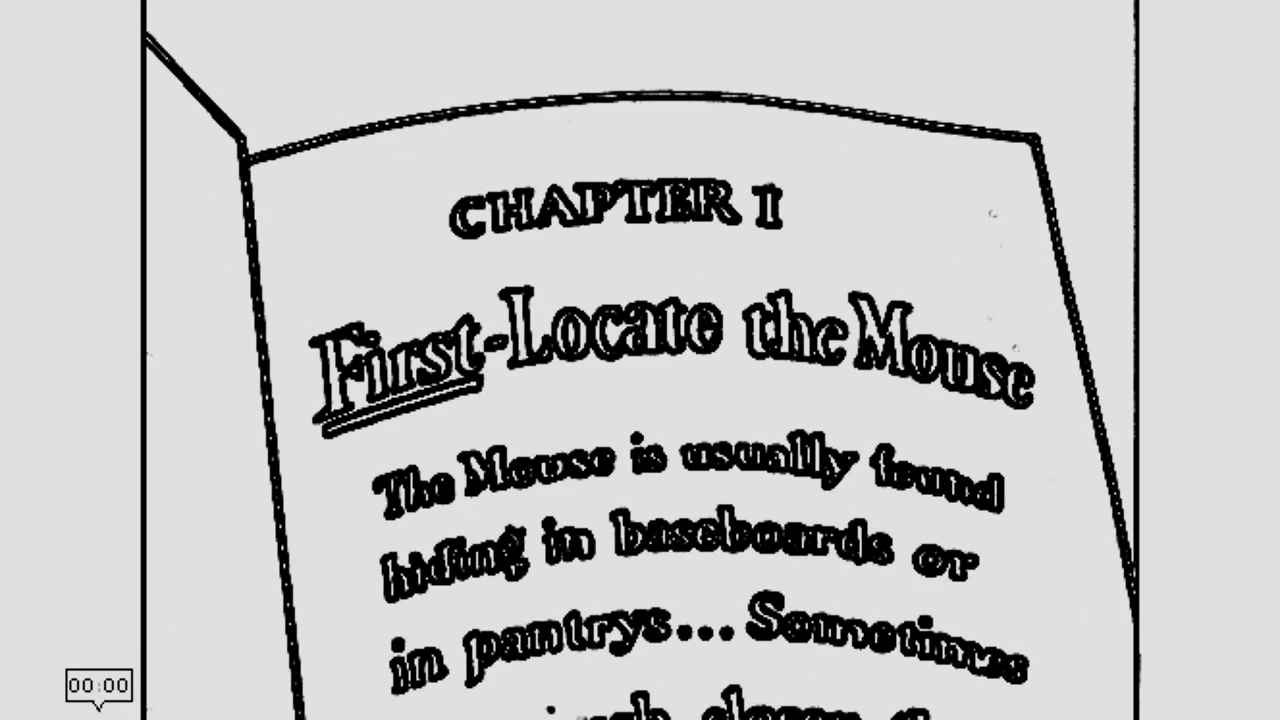 CHAPTER 1
First-Locate the Mouse
The Mouse is usually found
hiding in baseboards or
in pantrys... Sometimes
00:00